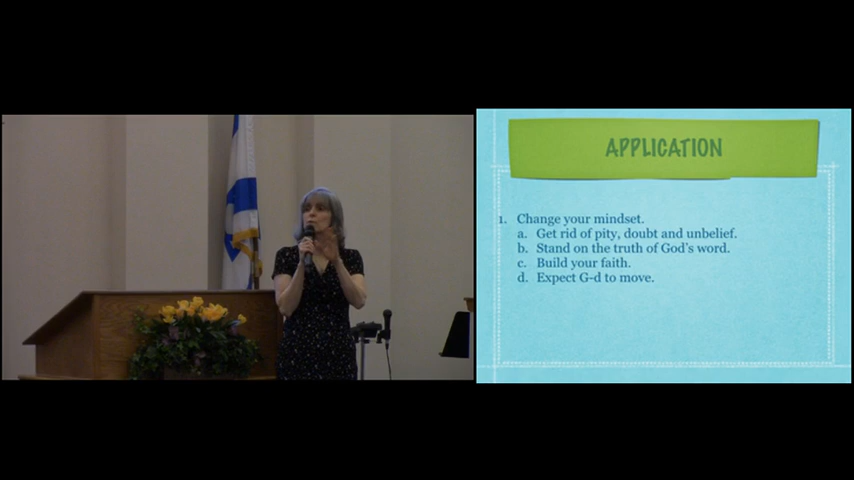 APPLICATION
1. Change your mindset.
a. Get rid of pity, doubt and unbelief.
b. Stand on the truth of God's word.
c. Build your faith.
d. Expect G-d to move.